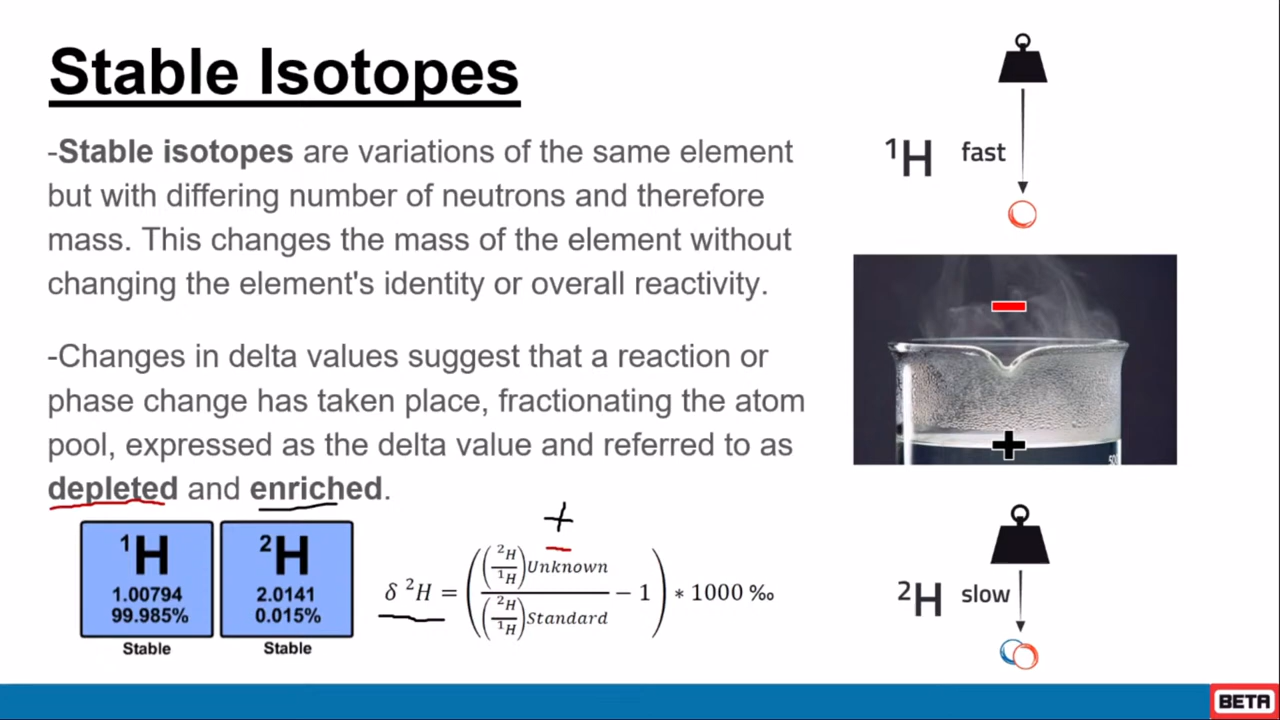 Stable Isotopes
-Stable isotopes are variations of the same element
but with differing number of neutrons and therefore
mass. This changes the mass of the element without
changing the element's identity or overall reactivity.
-Changes in delta values suggest that a reaction or
phase change has taken place, fractionating the atom
pool, expressed as the delta value and referred to as
depleted and enriched.
¹H
1.00794
99.985%
Stable
²H
2.0141
0.015%
Stable
+
−
δ ²H = ( (²H/¹H)Unknown / (²H/¹H)Standard − 1 ) * 1000 ‰
¹H fast
−
+
50
²H slow
BETA